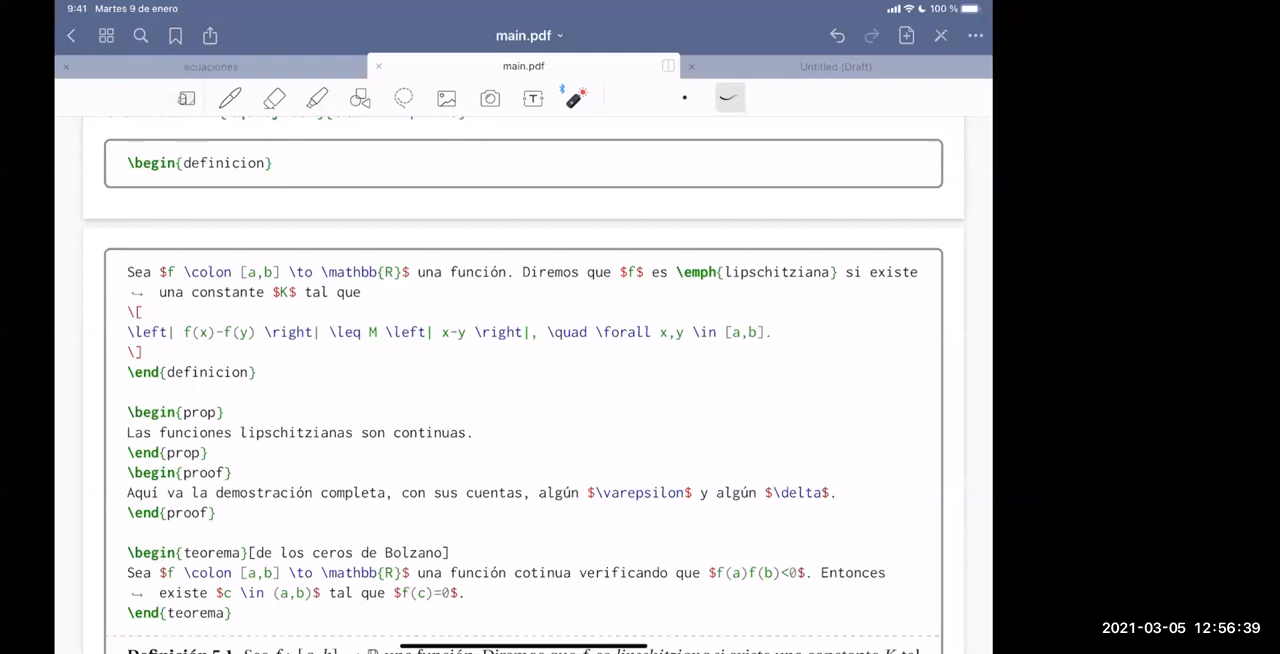 9:41 Martes 9 de enero 100 %
main.pdf
ecuaciones main.pdf Untitled (Draft)
\begin{definicion}
Sea $f \colon [a,b] \to \mathbb{R}$ una función. Diremos que $f$ es \emph{lipschitziana} si existe
una constante $K$ tal que
\[
\left| f(x)-f(y) \right| \leq M \left| x-y \right|, \quad \forall x,y \in [a,b].
\]
\end{definicion}
\begin{prop}
Las funciones lipschitzianas son continuas.
\end{prop}
\begin{proof}
Aquí va la demostración completa, con sus cuentas, algún $\varepsilon$ y algún $\delta$.
\end{proof}
\begin{teorema}[de los ceros de Bolzano]
Sea $f \colon [a,b] \to \mathbb{R}$ una función cotinua verificando que $f(a)f(b)<0$. Entonces
existe $c \in (a,b)$ tal que $f(c)=0$.
\end{teorema}
2021-03-05 12:56:39